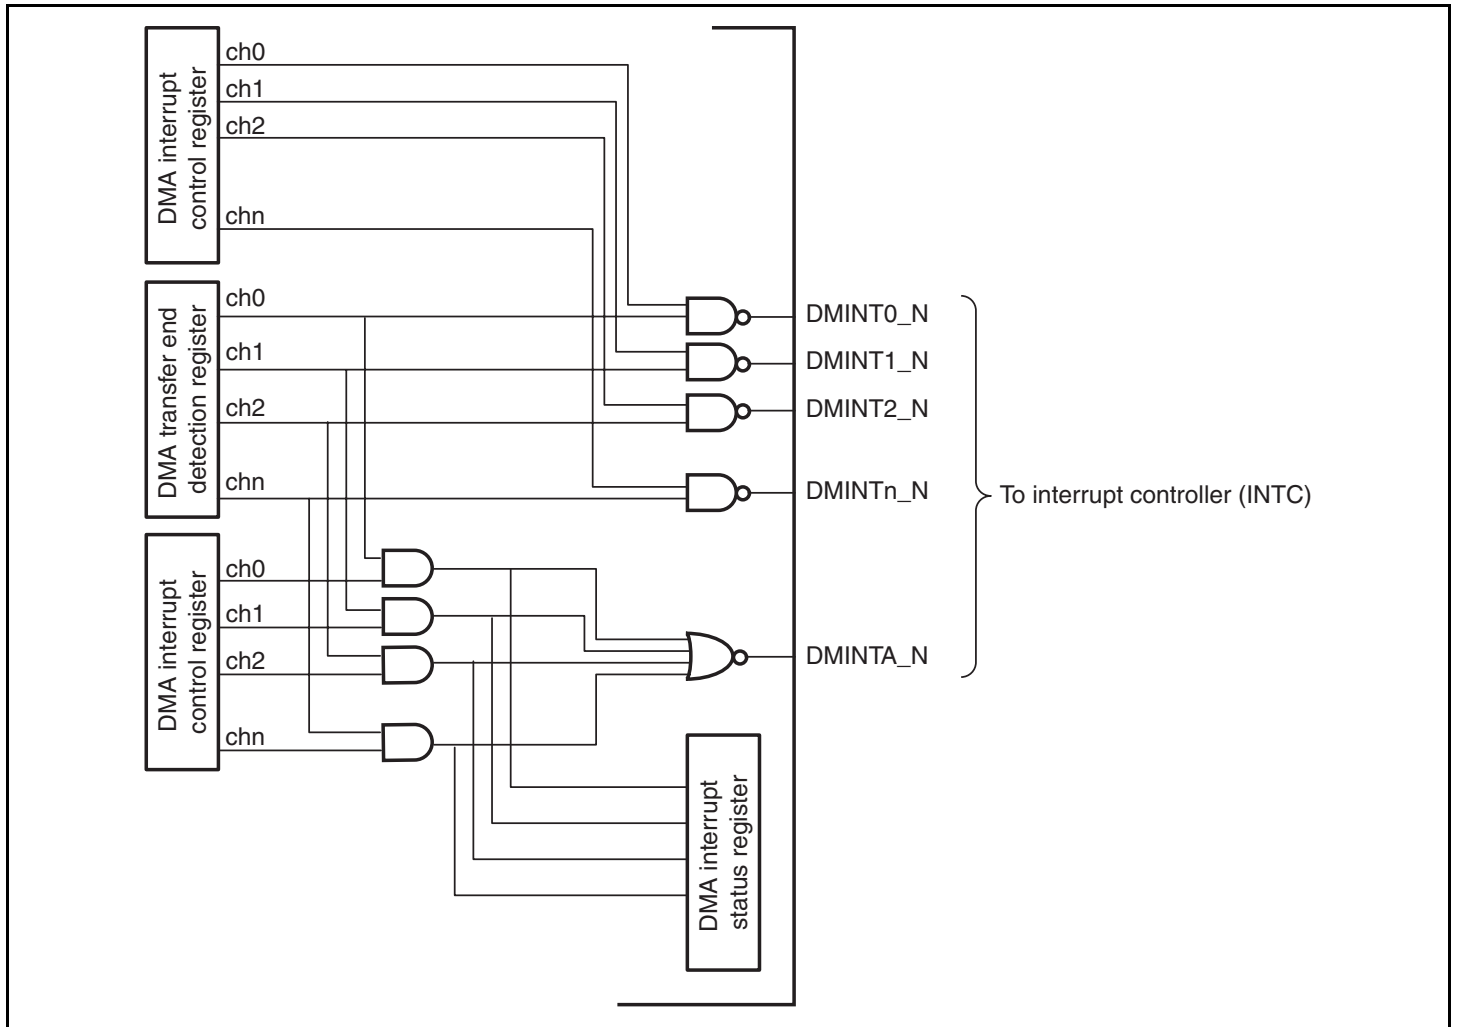 DMA interrupt
control register
ch0
ch1
ch2
chn
DMA transfer end
detection register
ch0
ch1
ch2
chn
DMA interrupt
control register
ch0
ch1
ch2
chn
DMINT0_N
DMINT1_N
DMINT2_N
DMINTn_N
DMINTA_N
To interrupt controller (INTC)
DMA interrupt
status register